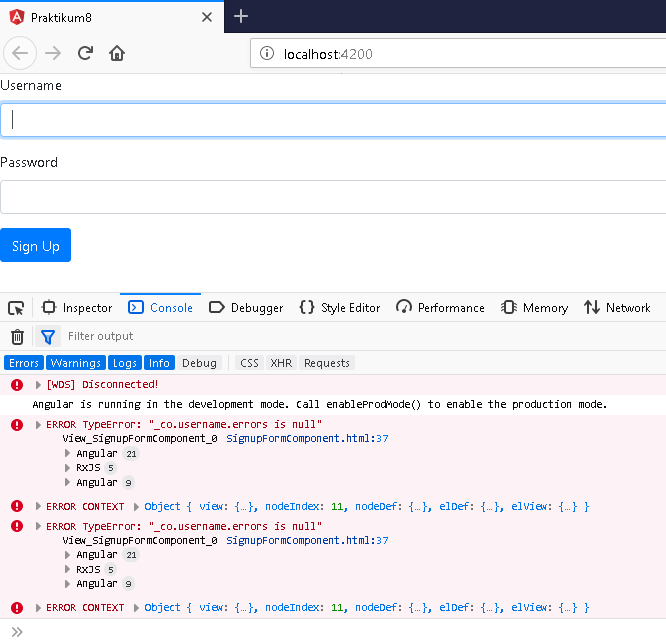 Praktikum8
localhost:4200
Username
Password
Sign Up
Inspector Console Debugger Style Editor Performance Memory Network
Filter output
Errors Warnings Logs Info Debug CSS XHR Requests
[WDS] Disconnected!
Angular is running in the development mode. Call enableProdMode() to enable the production mode.
ERROR TypeError: "_co.username.errors is null"
View_SignupFormComponent_0 SignupFormComponent.html:37
Angular 21
RxJS 5
Angular 9
ERROR CONTEXT Object { view: {…}, nodeIndex: 11, nodeDef: {…}, elDef: {…}, elView: {…} }
ERROR TypeError: "_co.username.errors is null"
View_SignupFormComponent_0 SignupFormComponent.html:37
Angular 21
RxJS 5
Angular 9
ERROR CONTEXT Object { view: {…}, nodeIndex: 11, nodeDef: {…}, elDef: {…}, elView: {…} }